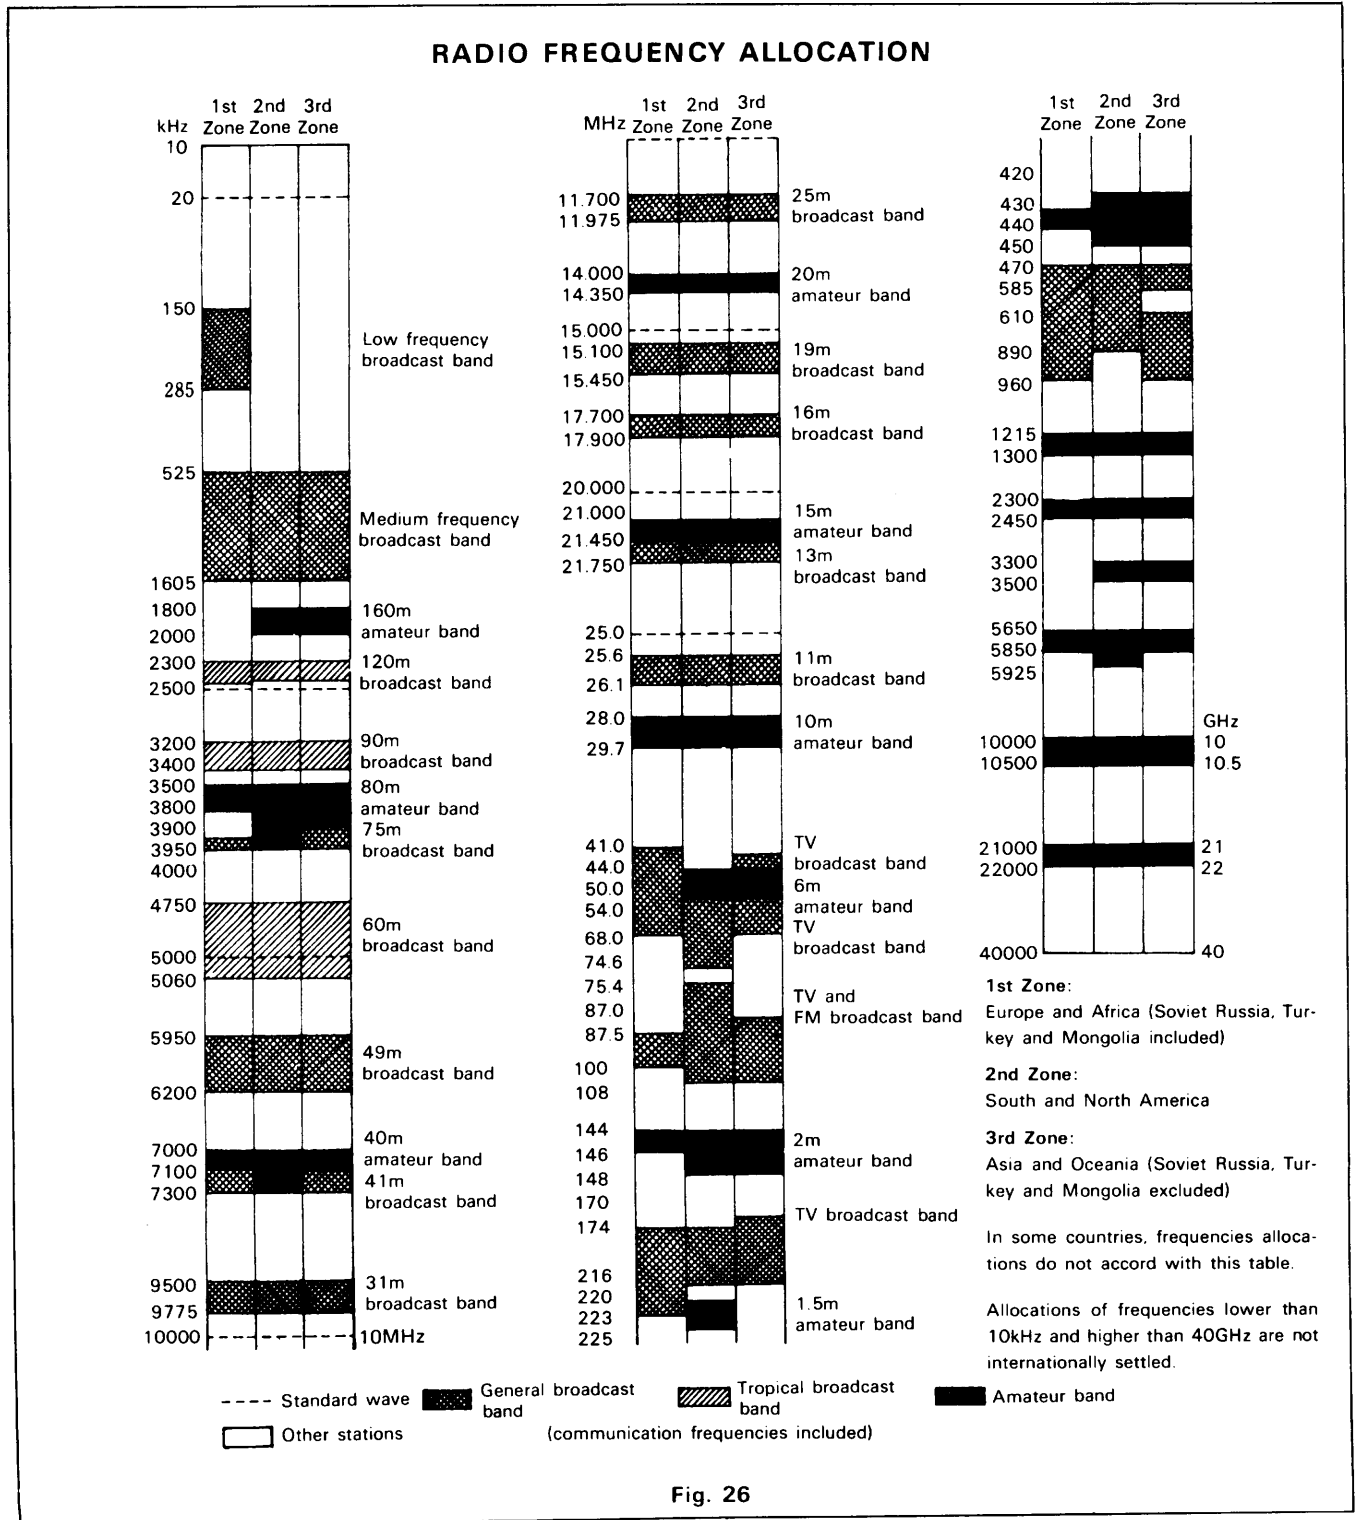 RADIO FREQUENCY ALLOCATION
1st 2nd 3rd
kHz Zone Zone Zone
10
20
150
Low frequency
broadcast band
285
525
Medium frequency
broadcast band
1605
1800 160m
2000 amateur band
2300 120m
2500 broadcast band
3200 90m
3400 broadcast band
3500 80m
3800 amateur band
3900 75m
3950 broadcast band
4000
4750
60m
broadcast band
5000
5060
5950
49m
broadcast band
6200
40m
7000 amateur band
7100 41m
7300 broadcast band
9500 31m
9775 broadcast band
10000 10MHz
1st 2nd 3rd
MHz Zone Zone Zone
11.700 25m
11.975 broadcast band
14.000 20m
14.350 amateur band
15.000
15.100 19m
15.450 broadcast band
17.700 16m
17.900 broadcast band
20.000
21.000 15m
21.450 amateur band
21.750 13m
broadcast band
25.0
25.6 11m
26.1 broadcast band
28.0 10m
29.7 amateur band
41.0 TV
44.0 broadcast band
50.0 6m
54.0 amateur band
68.0 TV
74.6 broadcast band
75.4 TV and
87.0 FM broadcast band
87.5
100
108
144 2m
146 amateur band
148
170 TV broadcast band
174
216
220 1.5m
223 amateur band
225
1st 2nd 3rd
Zone Zone Zone
420
430
440
450
470
585
610
890
960
1215
1300
2300
2450
3300
3500
5650
5850
5925
GHz
10000 10
10500 10.5
21000 21
22000 22
40000 40
1st Zone:
Europe and Africa (Soviet Russia, Tur-
key and Mongolia included)
2nd Zone:
South and North America
3rd Zone:
Asia and Oceania (Soviet Russia, Tur-
key and Mongolia excluded)
In some countries, frequencies alloca-
tions do not accord with this table.
Allocations of frequencies lower than
10kHz and higher than 40GHz are not
internationally settled.
Standard wave General broadcast band Tropical broadcast band Amateur band
Other stations (communication frequencies included)
Fig. 26